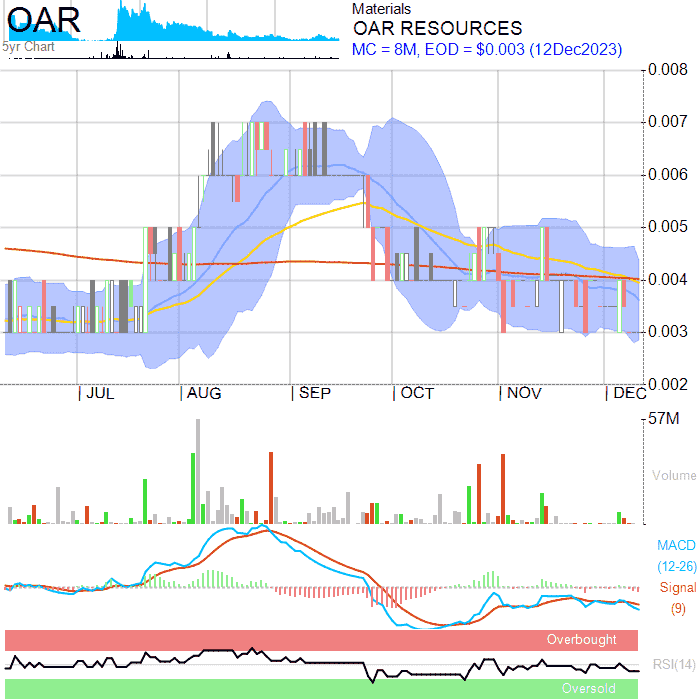 OAR
5yr Chart
Materials
OAR RESOURCES
MC = 8M, EOD = $0.003 (12Dec2023)
0.008
0.007
0.006
0.005
0.004
0.003
0.002
JUL AUG SEP OCT NOV DEC
57M
Volume
MACD
(12-26)
Signal
(9)
Overbought
RSI(14)
Oversold